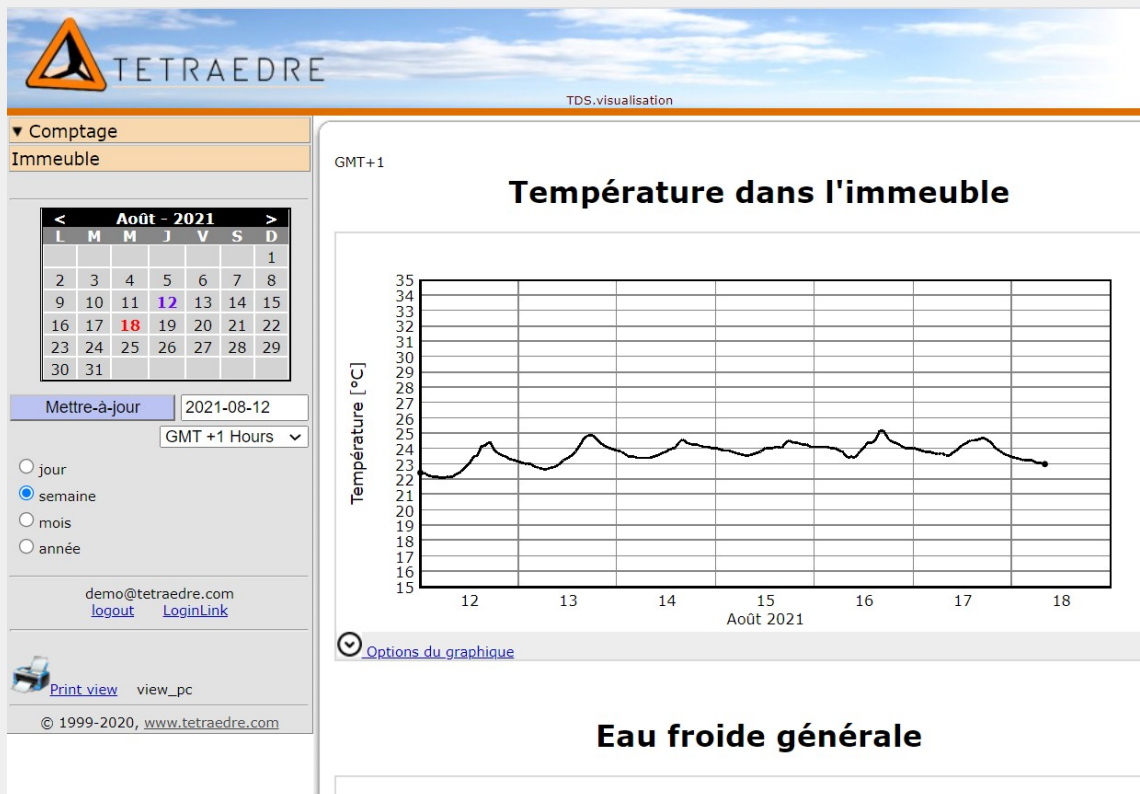 TETRAEDRE
TDS.visualisation
▼ Comptage
Immeuble
< Août - 2021 >
L M M J V S D
1
2 3 4 5 6 7 8
9 10 11 12 13 14 15
16 17 18 19 20 21 22
23 24 25 26 27 28 29
30 31
Mettre-à-jour 2021-08-12
GMT +1 Hours
jour
semaine
mois
année
demo@tetraedre.com
logout LoginLink
Print view view_pc
© 1999-2020, www.tetraedre.com
GMT+1
Température dans l'immeuble
Température [°C]
35
34
33
32
31
30
29
28
27
26
25
24
23
22
21
20
19
18
17
16
15
12 13 14 15 16 17 18
Août 2021
Options du graphique
Eau froide générale